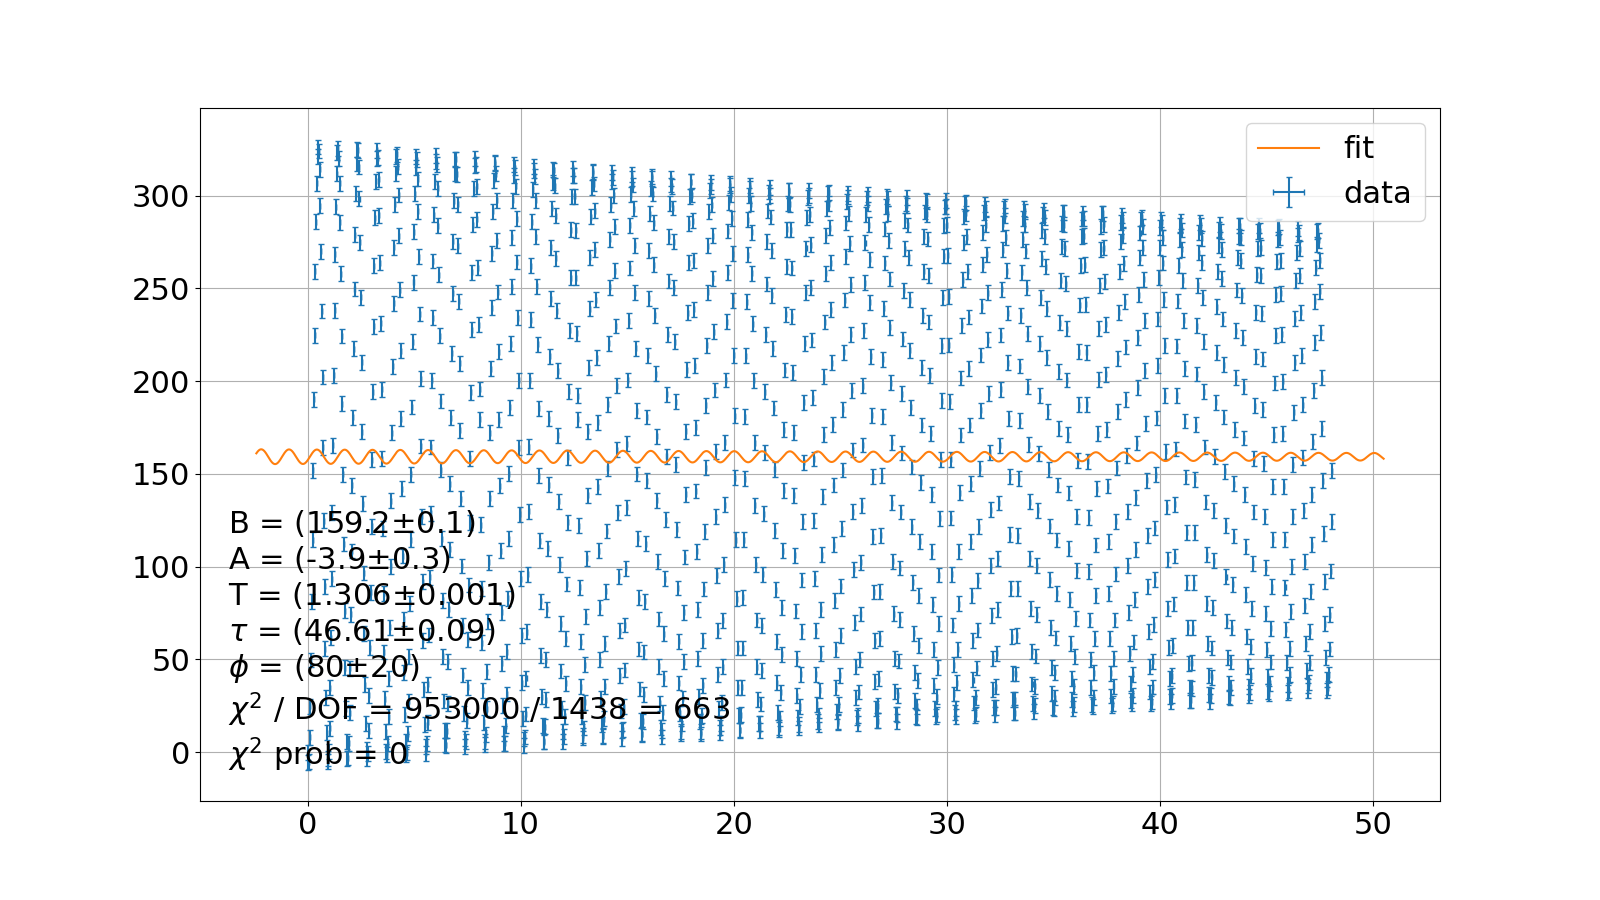 fit
data
300
250
200
150
100
50
0
B = (159.2±0.1)
A = (-3.9±0.3)
T = (1.306±0.001)
τ = (46.61±0.09)
ϕ = (80±20)
χ² / DOF = 953000 / 1438 = 663
χ² prob = 0
0 10 20 30 40 50